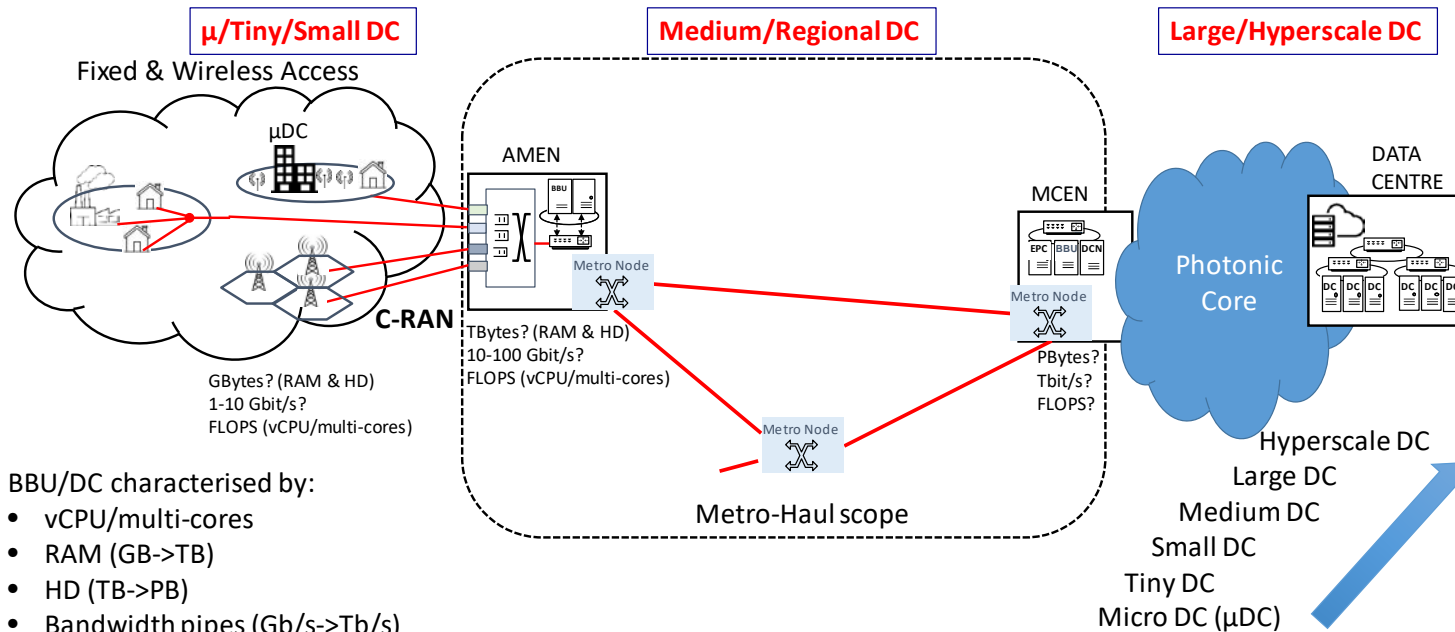 µ/Tiny/Small DC
Medium/Regional DC
Large/Hyperscale DC
Fixed & Wireless Access
µDC
AMEN
BBU
Metro Node
C-RAN
TBytes? (RAM & HD)
10-100 Gbit/s?
FLOPS (vCPU/multi-cores)
GBytes? (RAM & HD)
1-10 Gbit/s?
FLOPS (vCPU/multi-cores)
MCEN
EPC BBU DCN
Metro Node
PBytes?
Tbit/s?
FLOPS?
Metro Node
Metro-Haul scope
Photonic
Core
DATA
CENTRE
DC DC DC DC DC DC
Hyperscale DC
Large DC
Medium DC
Small DC
Tiny DC
Micro DC (µDC)
BBU/DC characterised by:
• vCPU/multi-cores
• RAM (GB->TB)
• HD (TB->PB)
• Bandwidth pipes (Gb/s->Tb/s)